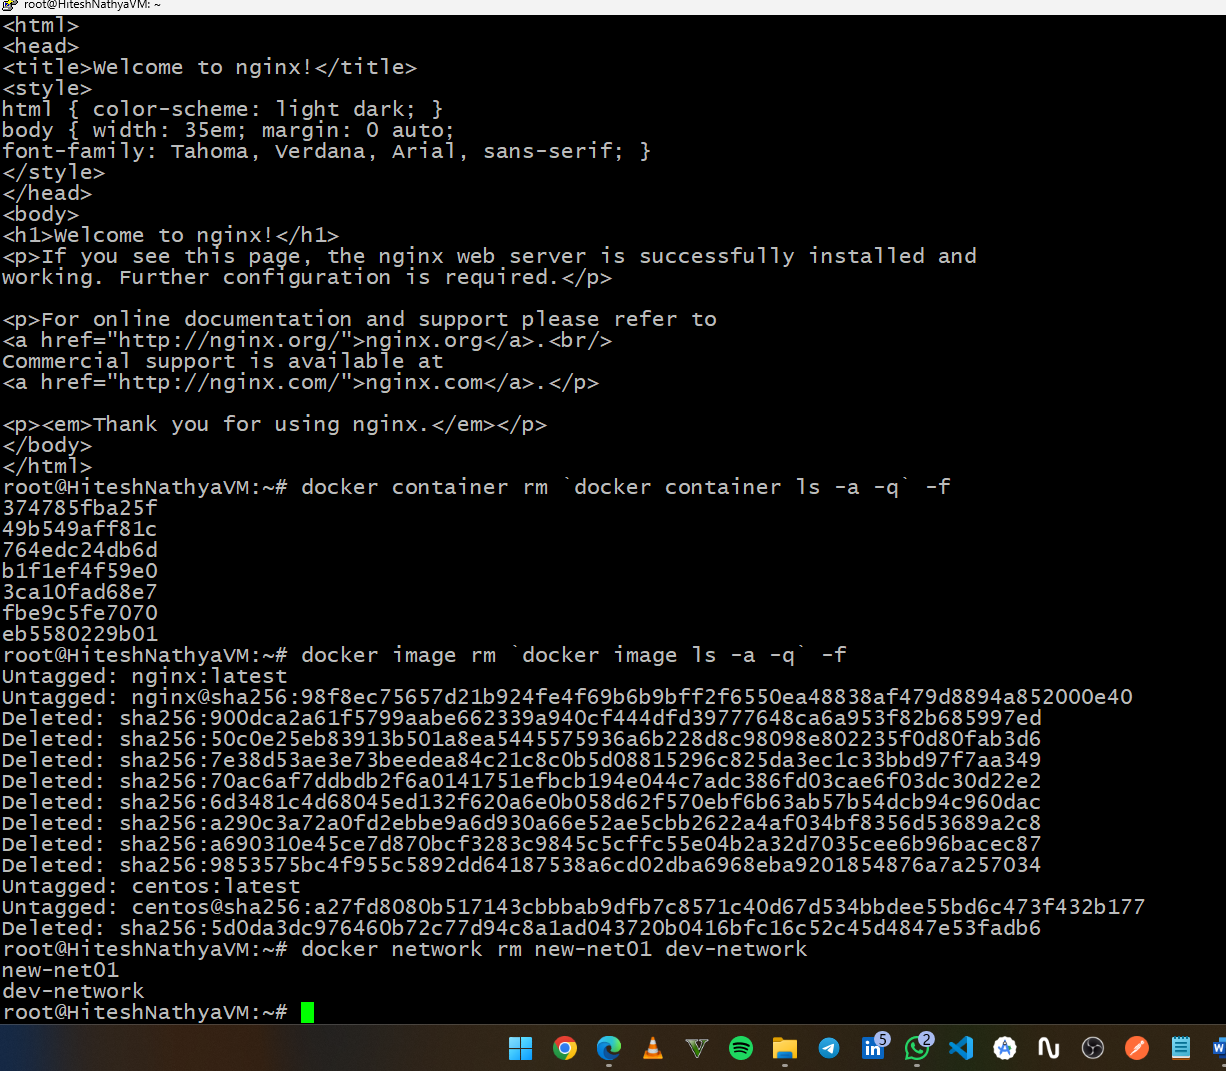 root@HiteshNathyaVM: ~
<html>
<head>
<title>Welcome to nginx!</title>
<style>
html { color-scheme: light dark; }
body { width: 35em; margin: 0 auto;
font-family: Tahoma, Verdana, Arial, sans-serif; }
</style>
</head>
<body>
<h1>Welcome to nginx!</h1>
<p>If you see this page, the nginx web server is successfully installed and
working. Further configuration is required.</p>

<p>For online documentation and support please refer to
<a href="http://nginx.org/">nginx.org</a>.<br/>
Commercial support is available at
<a href="http://nginx.com/">nginx.com</a>.</p>

<p><em>Thank you for using nginx.</em></p>
</body>
</html>
root@HiteshNathyaVM:~# docker container rm `docker container ls -a -q` -f
374785fba25f
49b549aff81c
764edc24db6d
b1f1ef4f59e0
3ca10fad68e7
fbe9c5fe7070
eb5580229b01
root@HiteshNathyaVM:~# docker image rm `docker image ls -a -q` -f
Untagged: nginx:latest
Untagged: nginx@sha256:98f8ec75657d21b924fe4f69b6b9bff2f6550ea48838af479d8894a852000e40
Deleted: sha256:900dca2a61f5799aabe662339a940cf444dfd39777648ca6a953f82b685997ed
Deleted: sha256:50c0e25eb83913b501a8ea5445575936a6b228d8c98098e802235f0d80fab3d6
Deleted: sha256:7e38d53ae3e73beedea84c21c8c0b5d08815296c825da3ec1c33bbd97f7aa349
Deleted: sha256:70ac6af7ddbdb2f6a0141751efbcb194e044c7adc386fd03cae6f03dc30d22e2
Deleted: sha256:6d3481c4d68045ed132f620a6e0b058d62f570ebf6b63ab57b54dcb94c960dac
Deleted: sha256:a290c3a72a0fd2ebbe9a6d930a66e52ae5cbb2622a4af034bf8356d53689a2c8
Deleted: sha256:a690310e45ce7d870bcf3283c9845c5cffc55e04b2a32d7035cee6b96bacec87
Deleted: sha256:9853575bc4f955c5892dd64187538a6cd02dba6968eba9201854876a7a257034
Untagged: centos:latest
Untagged: centos@sha256:a27fd8080b517143cbbbab9dfb7c8571c40d67d534bbdee55bd6c473f432b177
Deleted: sha256:5d0da3dc976460b72c77d94c8a1ad043720b0416bfc16c52c45d4847e53fadb6
root@HiteshNathyaVM:~# docker network rm new-net01 dev-network
new-net01
dev-network
root@HiteshNathyaVM:~#
5
2